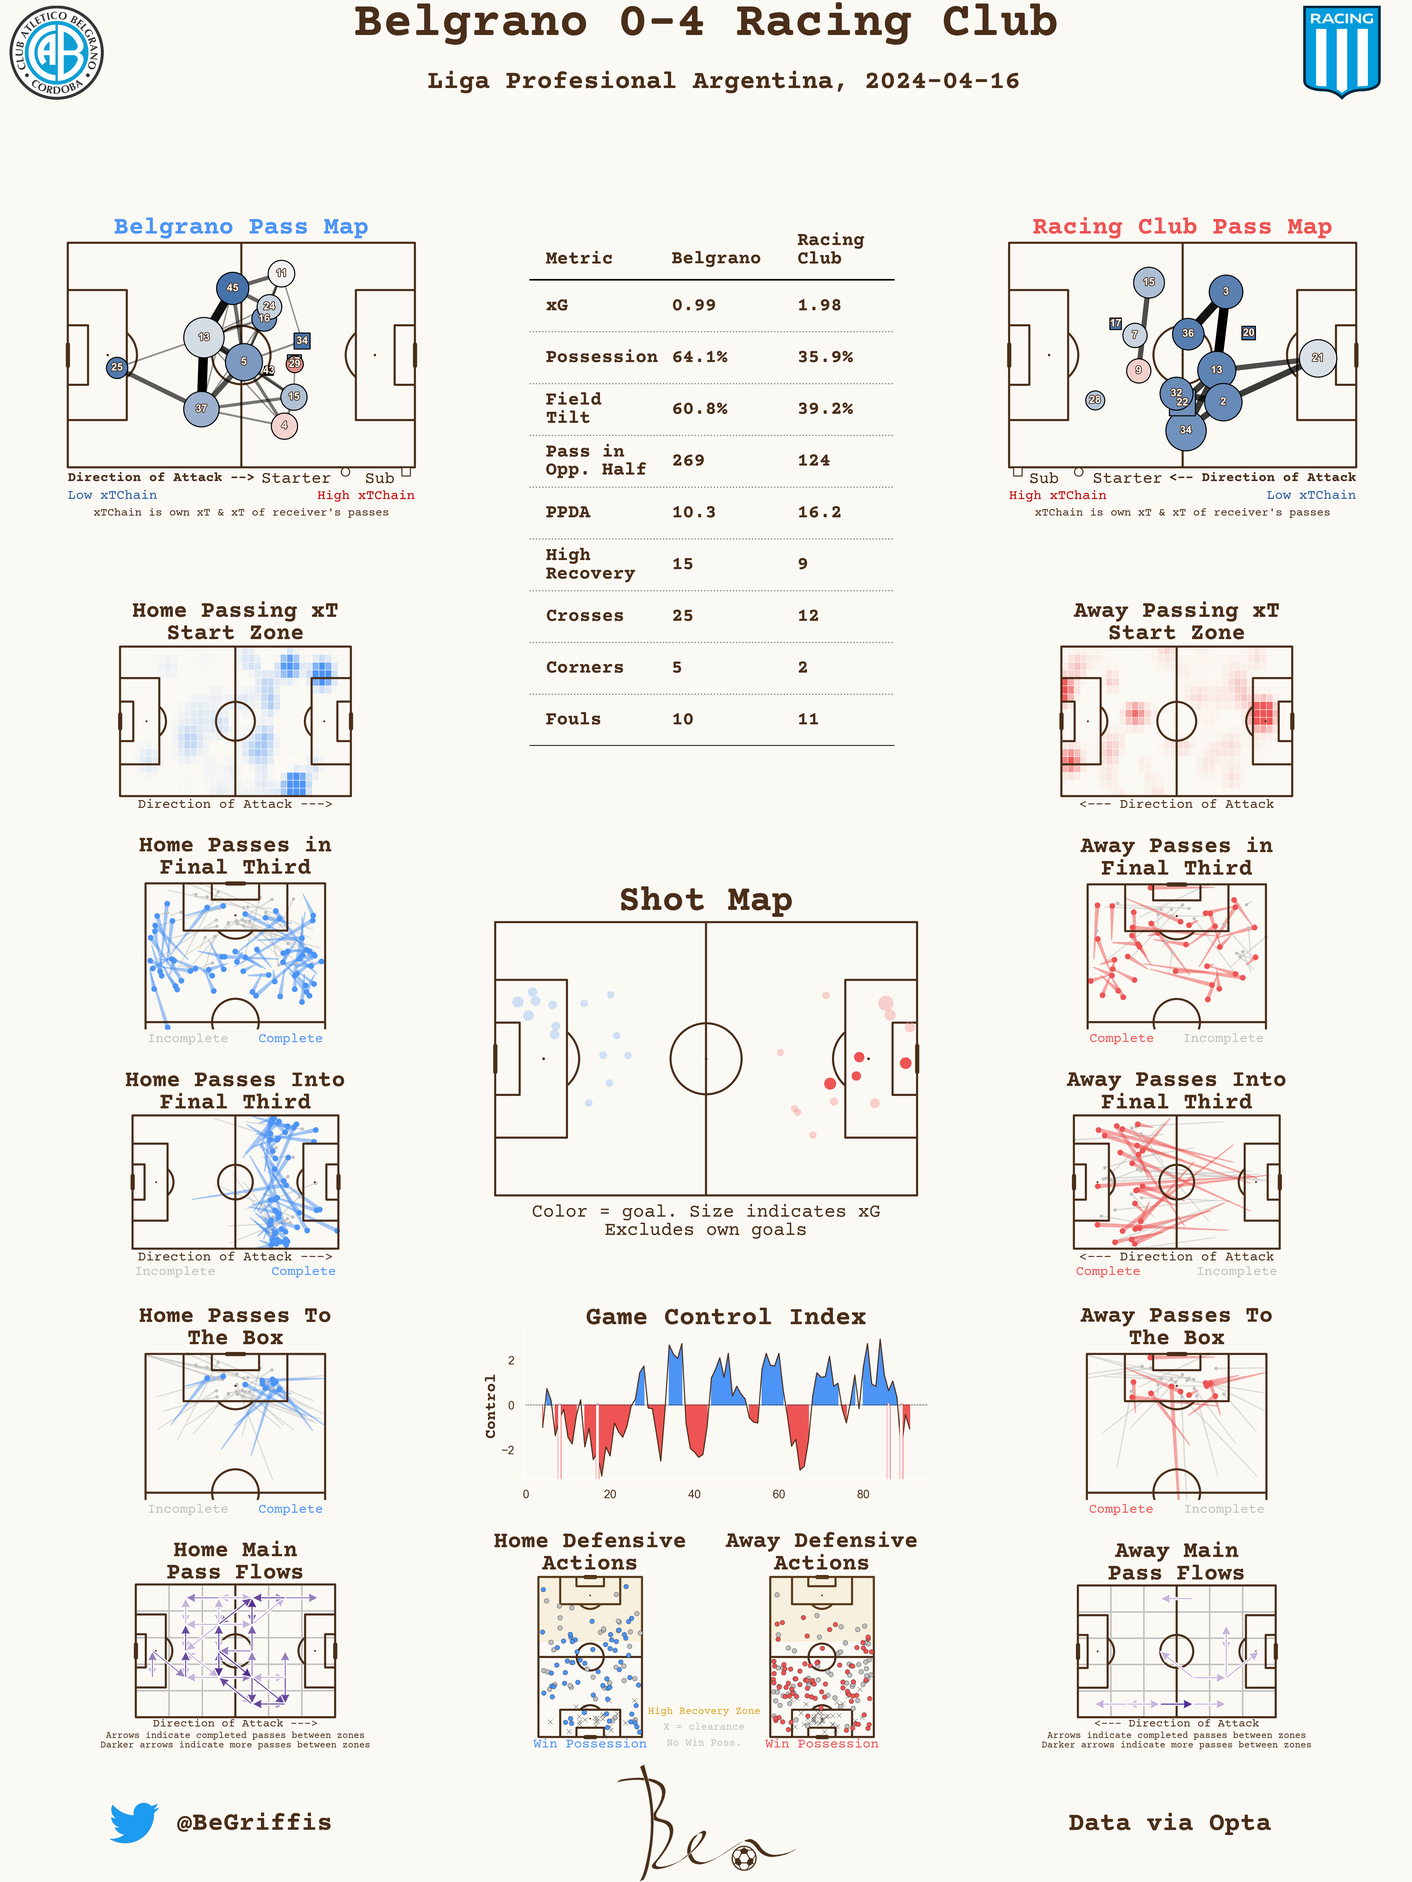 Belgrano 0-4 Racing Club
Liga Profesional Argentina, 2024-04-16
CLUB ATLETICO BELGRANO
CORDOBA
CAB
RACING
Belgrano Pass Map
11
45
24
16
13
34
5
29
43
25
15
37
4
Direction of Attack --> Starter Sub
Low xTChain High xTChain
xTChain is own xT & xT of receiver's passes
Metric Belgrano Racing Club
xG 0.99 1.98
Possession 64.1% 35.9%
Field Tilt 60.8% 39.2%
Pass in Opp. Half 269 124
PPDA 10.3 16.2
High Recovery 15 9
Crosses 25 12
Corners 5 2
Fouls 10 11
Racing Club Pass Map
15
3
17
7
36
20
21
9
13
28
32
22
2
34
Sub Starter <-- Direction of Attack
High xTChain Low xTChain
xTChain is own xT & xT of receiver's passes
Home Passing xT
Start Zone
Direction of Attack --->
Away Passing xT
Start Zone
<--- Direction of Attack
Home Passes in
Final Third
Incomplete Complete
Away Passes in
Final Third
Complete Incomplete
Shot Map
Color = goal. Size indicates xG
Excludes own goals
Home Passes Into
Final Third
Direction of Attack --->
Incomplete Complete
Away Passes Into
Final Third
<--- Direction of Attack
Complete Incomplete
Home Passes To
The Box
Incomplete Complete
Game Control Index
Control
2
0
−2
0 20 40 60 80
Away Passes To
The Box
Complete Incomplete
Home Main
Pass Flows
Direction of Attack --->
Arrows indicate completed passes between zones
Darker arrows indicate more passes between zones
Home Defensive
Actions
Win Possession
Away Defensive
Actions
Win Possession
High Recovery Zone
X = clearance
No Win Poss.
Away Main
Pass Flows
<--- Direction of Attack
Arrows indicate completed passes between zones
Darker arrows indicate more passes between zones
@BeGriffis
Ben
Data via Opta